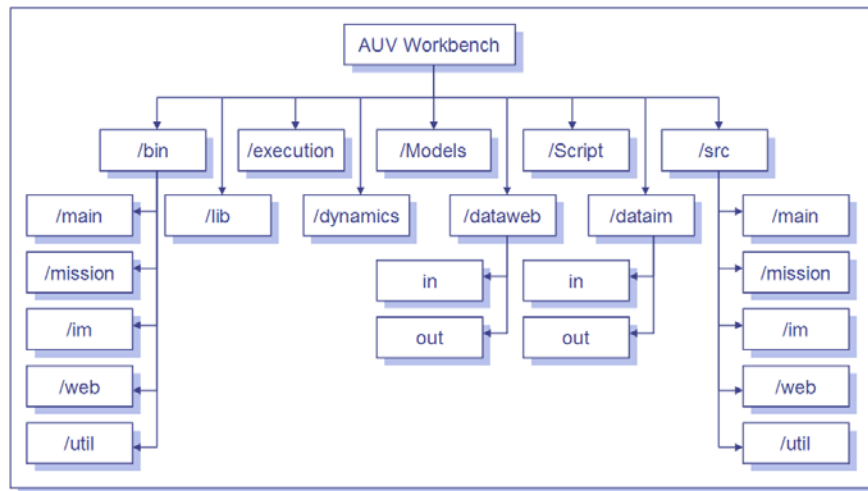 AUV Workbench
/bin
/execution
/Models
/Script
/src
/main
/lib
/dynamics
/dataweb
/dataim
/main
/mission
in
in
/mission
/im
out
out
/im
/web
/web
/util
/util